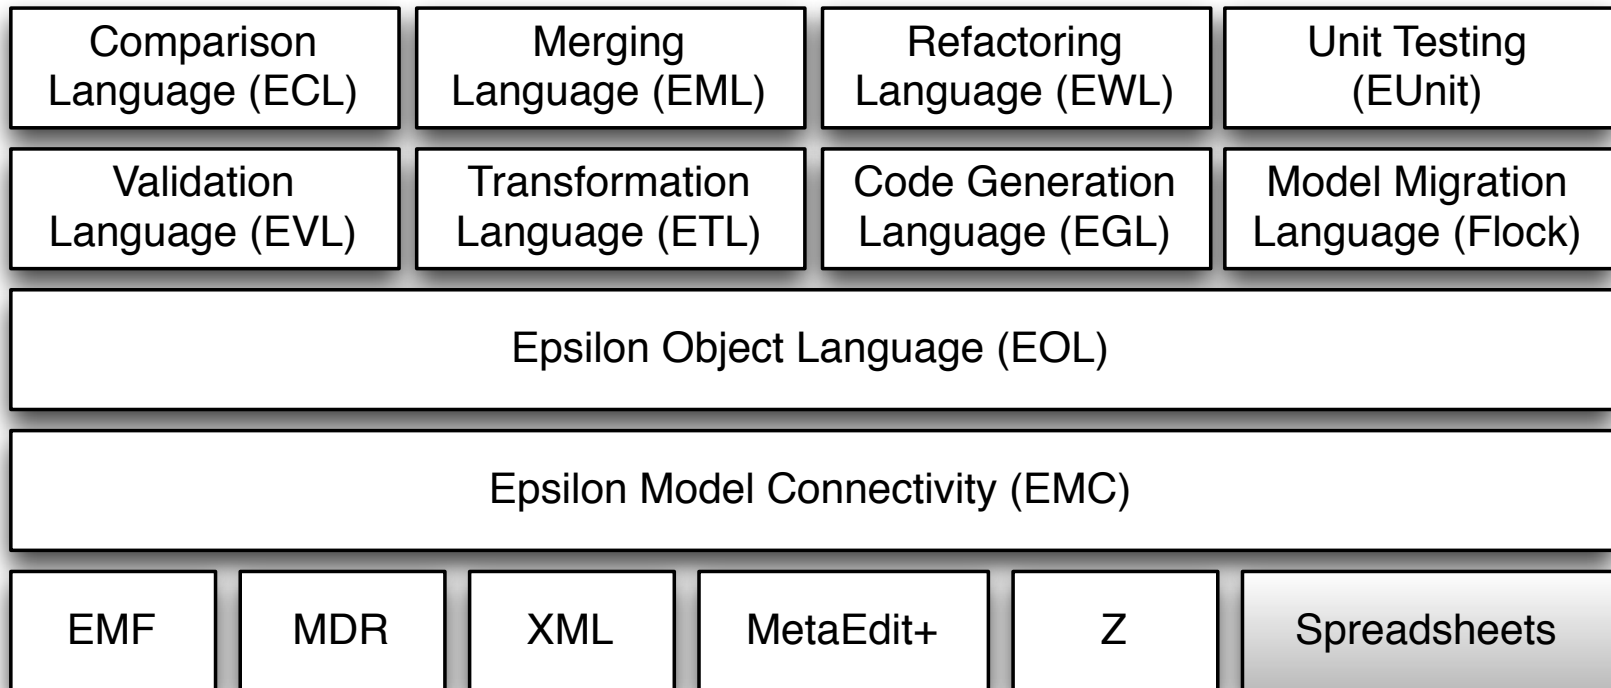 Comparison
Language (ECL)
Merging
Language (EML)
Refactoring
Language (EWL)
Unit Testing
(EUnit)
Validation
Language (EVL)
Transformation
Language (ETL)
Code Generation
Language (EGL)
Model Migration
Language (Flock)
Epsilon Object Language (EOL)
Epsilon Model Connectivity (EMC)
EMF
MDR
XML
MetaEdit+
Z
Spreadsheets